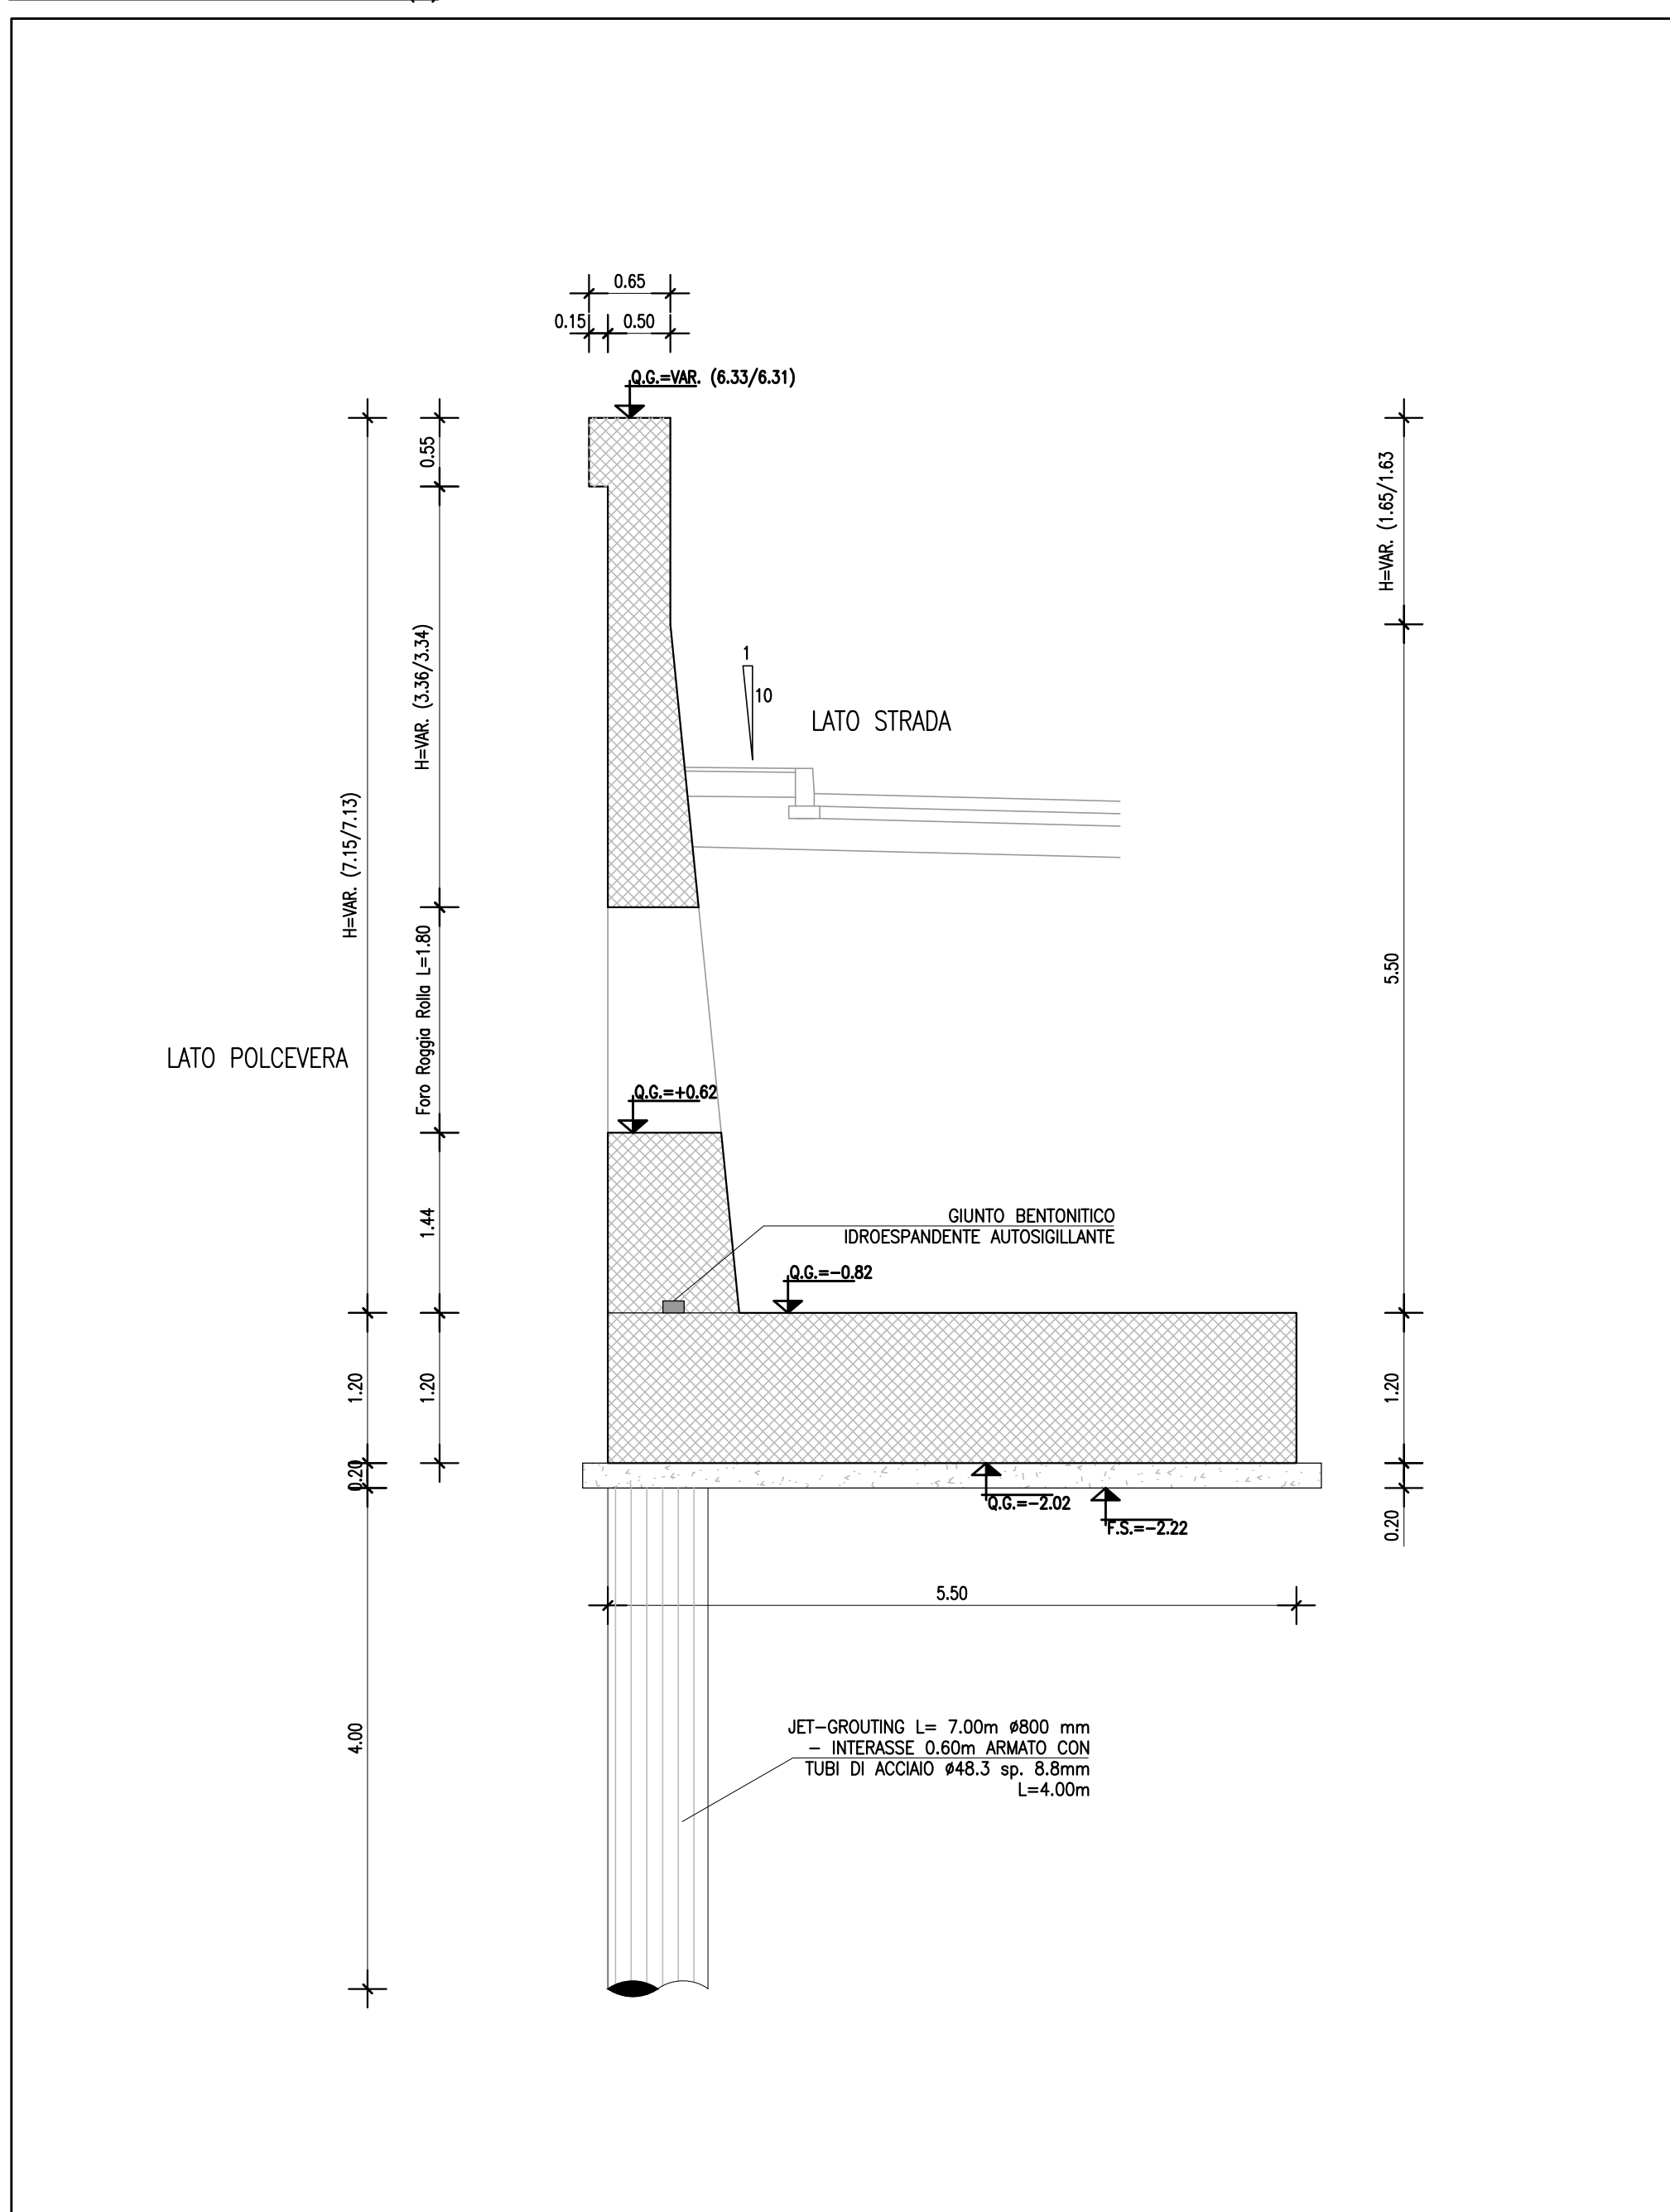 0.65
0.15
0.50
Q.G.=VAR. (6.33/6.31)
0.55
H=VAR. (1.65/1.63
H=VAR. (3.36/3.34)
1
10
LATO STRADA
H=VAR. (7.15/7.13)
Foro Roggia Rolla L=1.80
5.50
LATO POLCEVERA
Q.G.=+0.62
1.44
GIUNTO BENTONITICO
IDROESPANDENTE AUTOSIGILLANTE
Q.G.=-0.82
1.20
1.20
1.20
0.20
Q.G.=-2.02
F.S.=-2.22
0.20
5.50
4.00
JET-GROUTING L= 7.00m ø800 mm
- INTERASSE 0.60m ARMATO CON
TUBI DI ACCIAIO ø48.3 sp. 8.8mm
L=4.00m